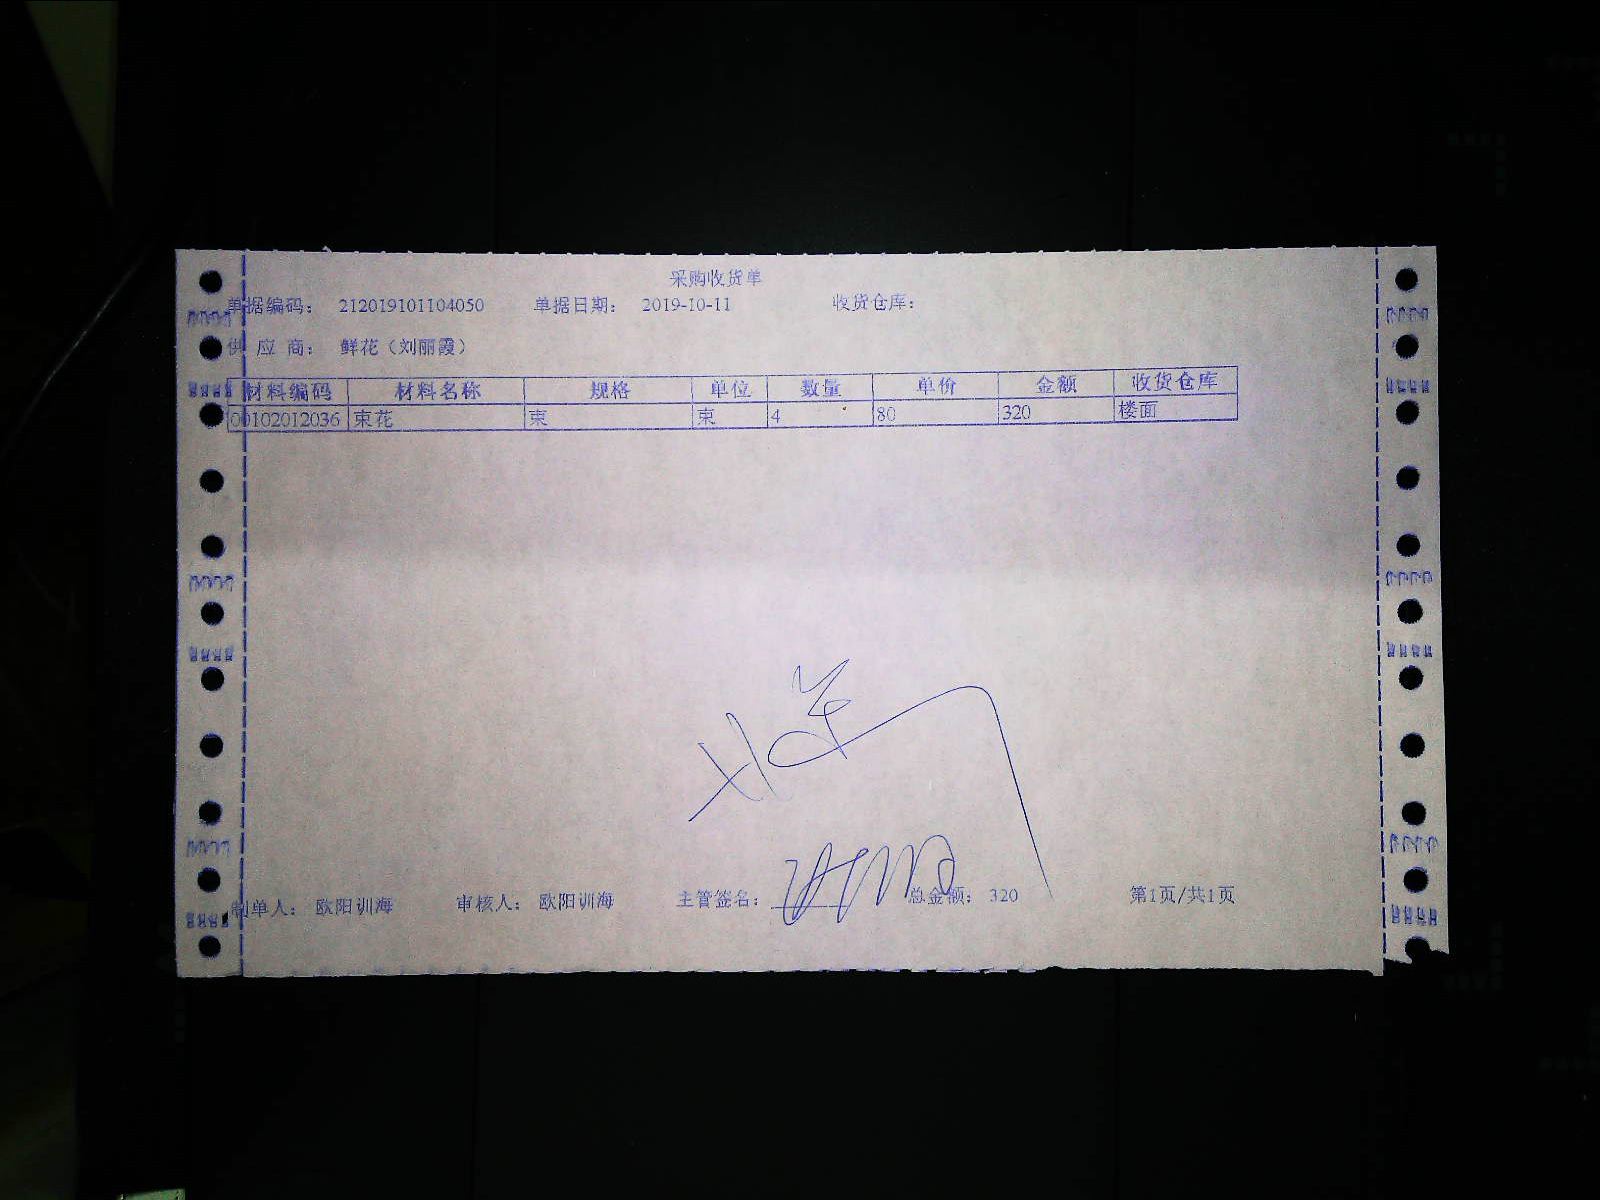 采购收货单
单据编码： 212019101104050 单据日期： 2019-10-11 收货仓库：
供 应 商： 鲜花（刘丽霞）
材料编码 材料名称 规格 单位 数量 单价 金额 收货仓库
00102012036 束花 束 束 4 80 320 楼面
制单人： 欧阳训海 审核人： 欧阳训海 主管签名： 总金额： 320 第1页/共1页